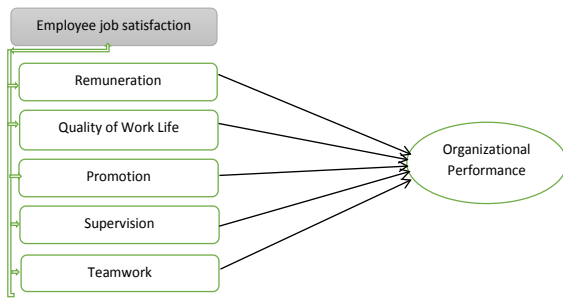 Employee job satisfaction
Remuneration
Quality of Work Life
Promotion
Supervision
Teamwork
Organizational
Performance